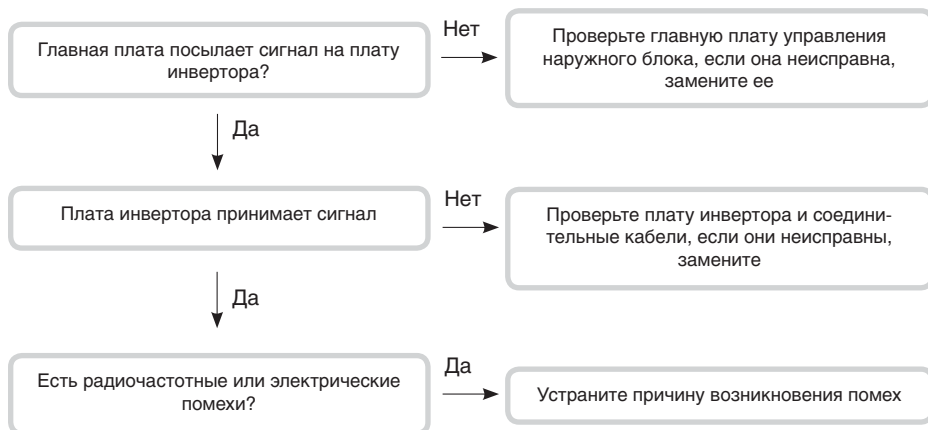 Главная плата посылает сигнал на плату
инвертора?
Нет
Проверьте главную плату управления
наружного блока, если она неисправна,
замените ее
Да
Плата инвертора принимает сигнал
Нет
Проверьте плату инвертора и соедини-
тельные кабели, если они неисправны,
замените
Да
Есть радиочастотные или электрические
помехи?
Да
Устраните причину возникновения помех